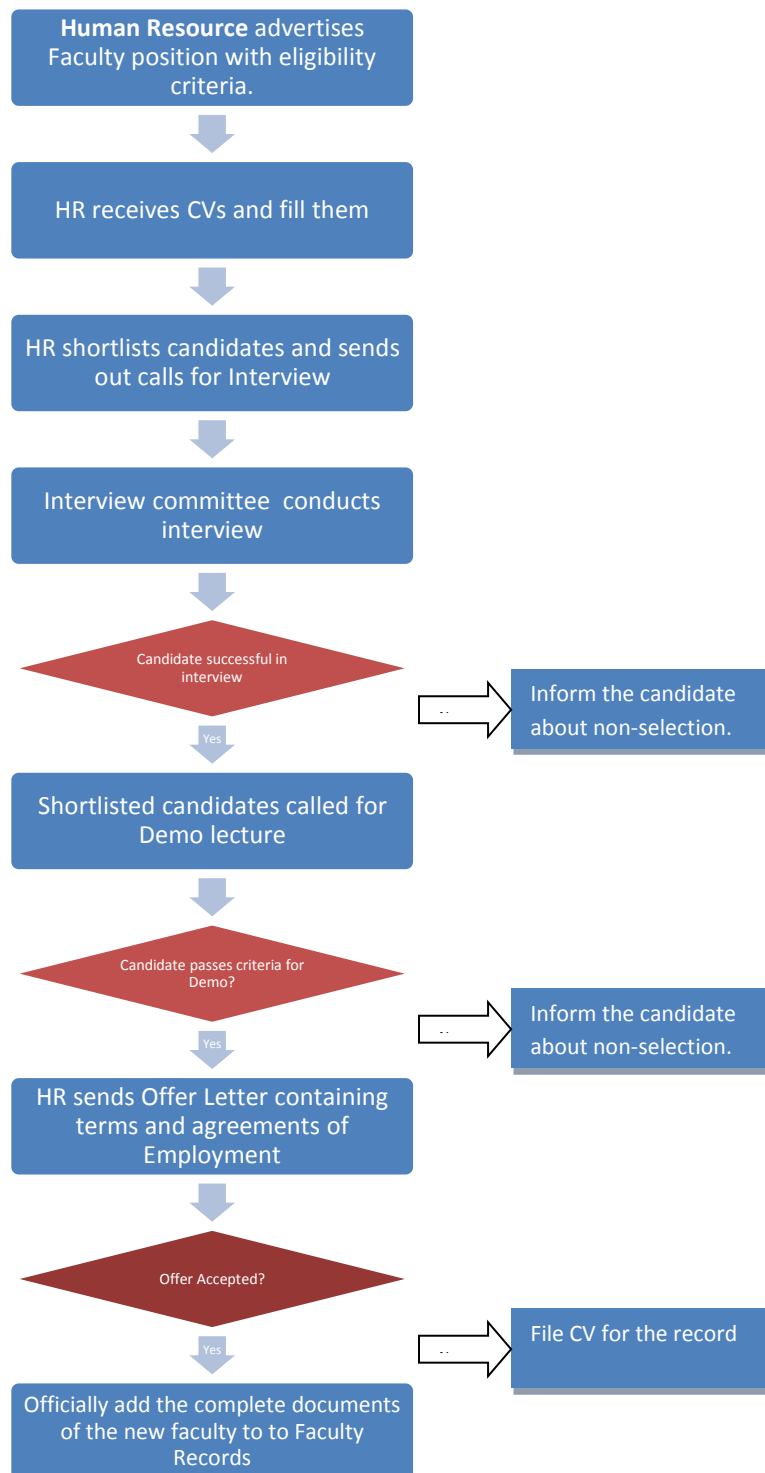 Human Resource advertises
Faculty position with eligibility
criteria.
HR receives CVs and fill them
HR shortlists candidates and sends
out calls for Interview
Interview committee conducts
interview
Candidate successful in
interview
Inform the candidate
about non-selection.
Yes
Shortlisted candidates called for
Demo lecture
Candidate passes criteria for
Demo?
Inform the candidate
about non-selection.
Yes
HR sends Offer Letter containing
terms and agreements of
Employment
Offer Accepted?
File CV for the record
Yes
Officially add the complete documents
of the new faculty to to Faculty
Records